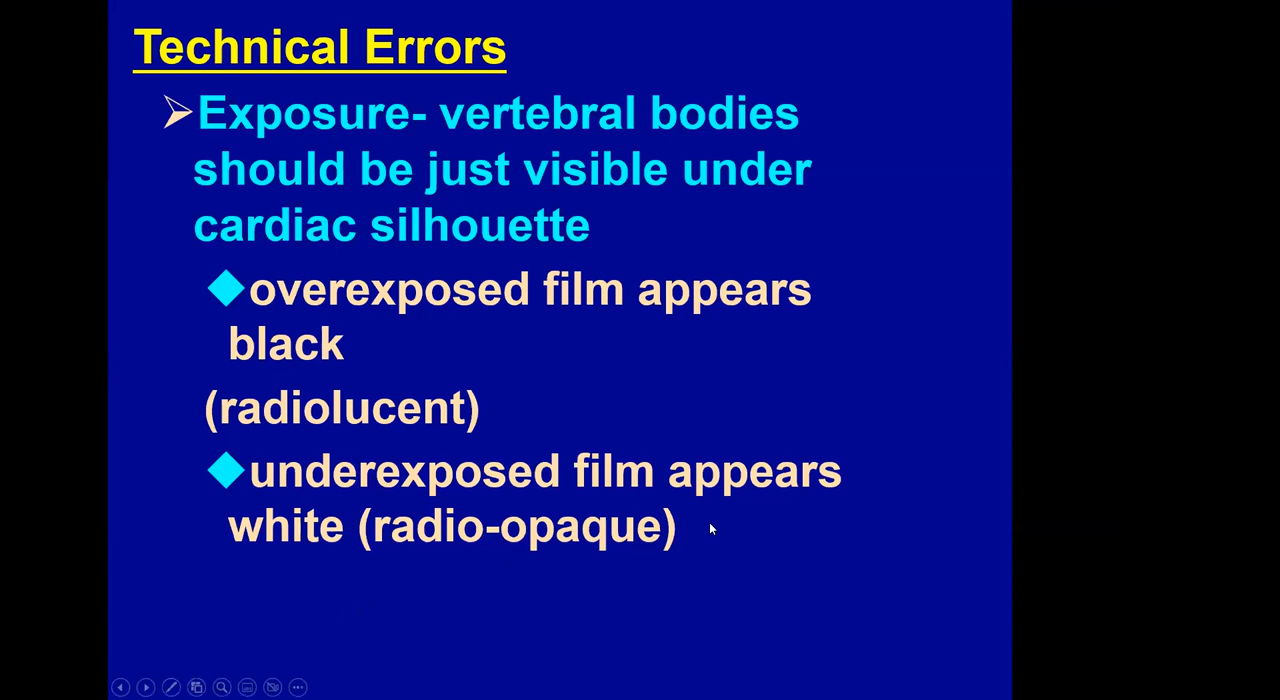 Technical Errors
Exposure- vertebral bodies
should be just visible under
cardiac silhouette
overexposed film appears
black
(radiolucent)
underexposed film appears
white (radio-opaque)